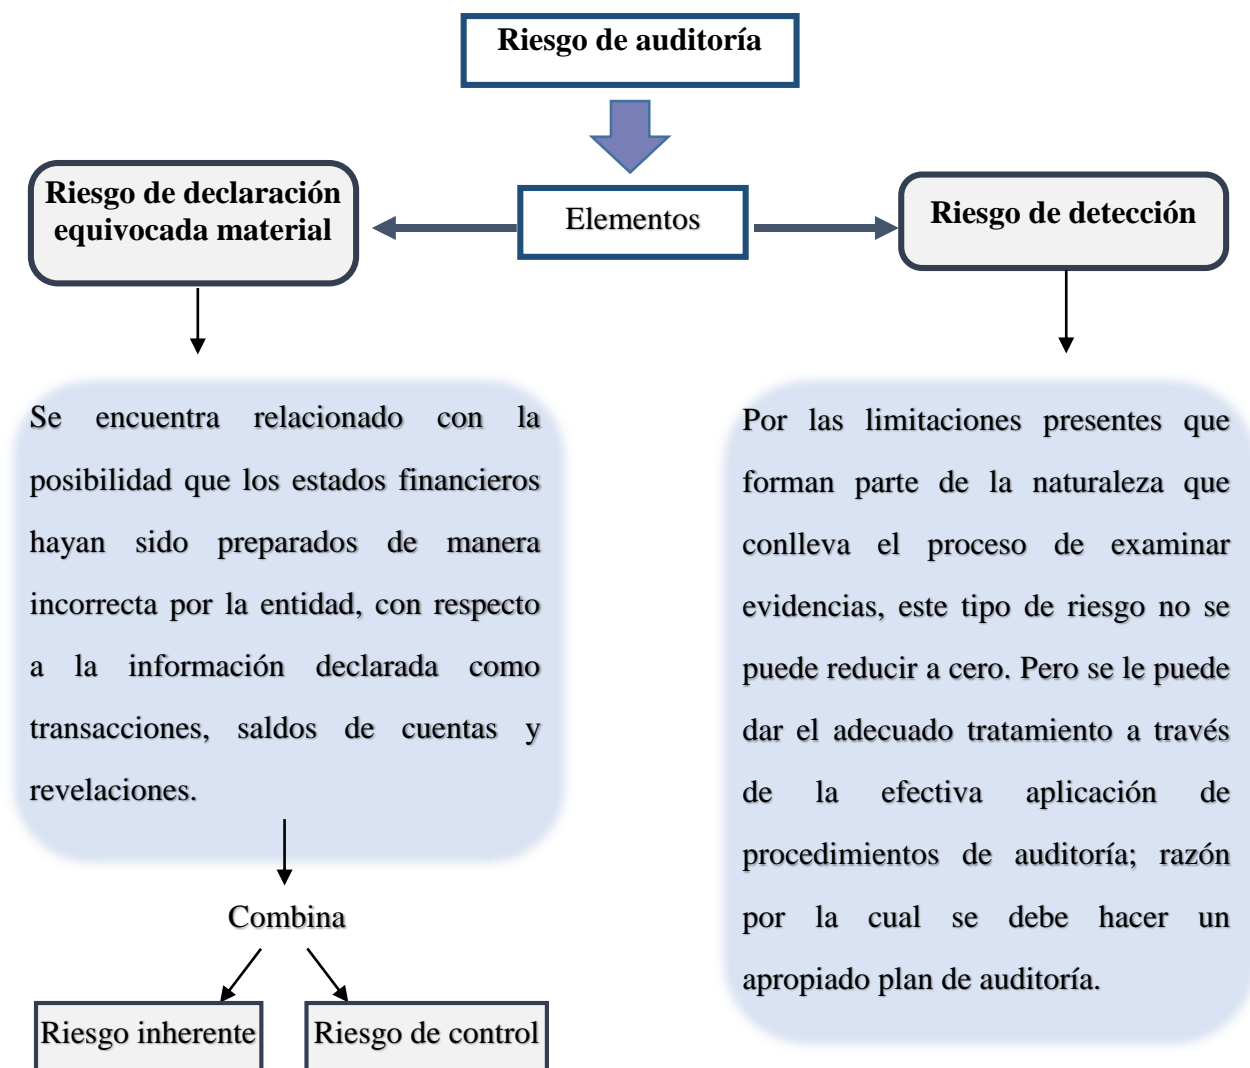 Riesgo de auditoría
Elementos
Riesgo de declaración
equivocada material
Se encuentra relacionado con la
posibilidad que los estados financieros
hayan sido preparados de manera
incorrecta por la entidad, con respecto
a la información declarada como
transacciones, saldos de cuentas y
revelaciones.
Combina
Riesgo inherente
Riesgo de control
Riesgo de detección
Por las limitaciones presentes que
forman parte de la naturaleza que
conlleva el proceso de examinar
evidencias, este tipo de riesgo no se
puede reducir a cero. Pero se le puede
dar el adecuado tratamiento a través
de la efectiva aplicación de
procedimientos de auditoría; razón
por la cual se debe hacer un
apropiado plan de auditoría.